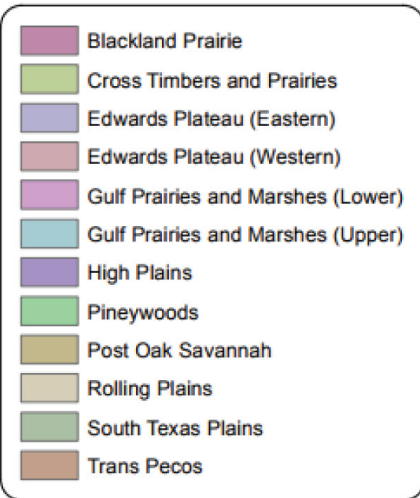 Blackland Prairie
Cross Timbers and Prairies
Edwards Plateau (Eastern)
Edwards Plateau (Western)
Gulf Prairies and Marshes (Lower)
Gulf Prairies and Marshes (Upper)
High Plains
Pineywoods
Post Oak Savannah
Rolling Plains
South Texas Plains
Trans Pecos